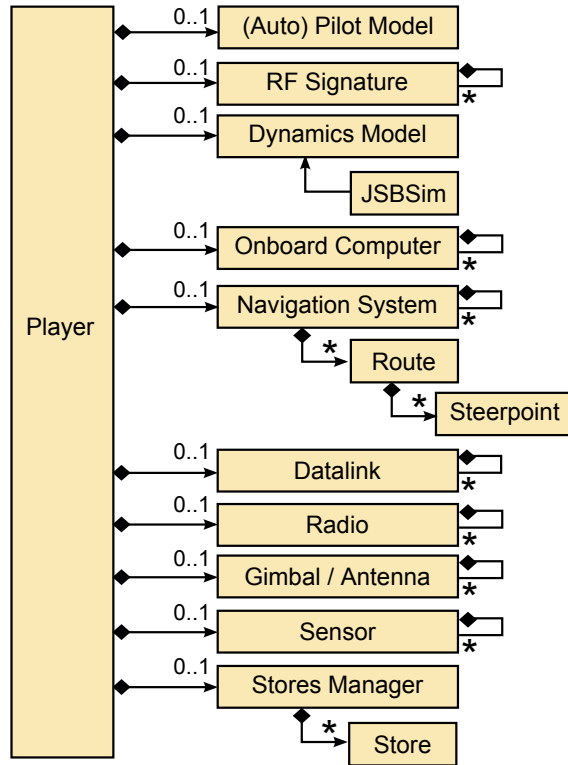 Player
0..1
(Auto) Pilot Model
0..1
RF Signature
*
0..1
Dynamics Model
JSBSim
0..1
Onboard Computer
*
0..1
Navigation System
*
*
Route
*
Steerpoint
0..1
Datalink
*
0..1
Radio
*
0..1
Gimbal / Antenna
*
0..1
Sensor
*
0..1
Stores Manager
*
Store